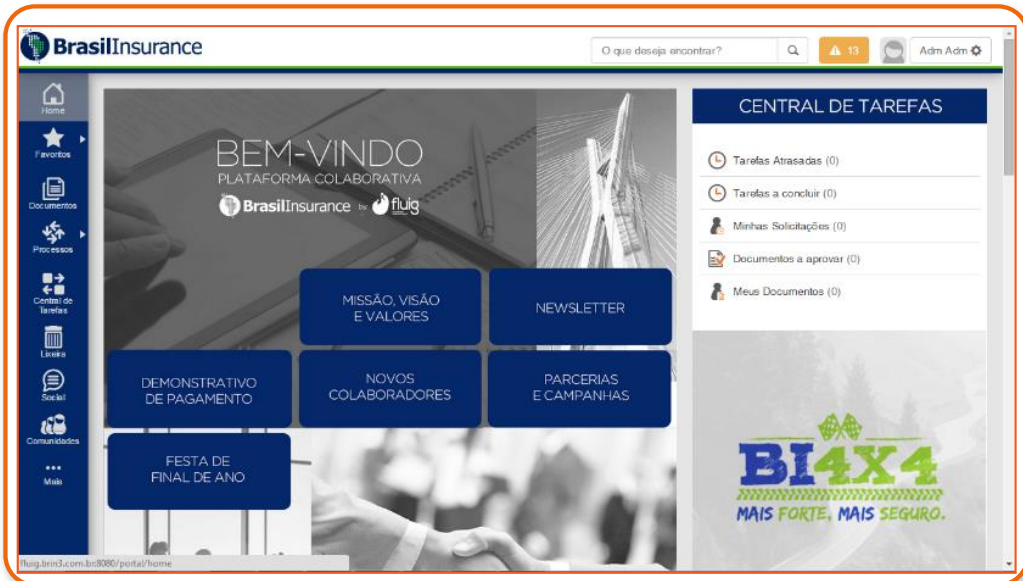 BrasilInsurance
O que deseja encontrar?
13
Adm Adm
Home
Favoritos
Documentos
Processos
Central de
Tarefas
Lixeira
Social
Comunidades
Mais
BEM-VINDO
PLATAFORMA COLABORATIVA
BrasilInsurance by fluig
MISSÃO, VISÃO
E VALORES
NEWSLETTER
DEMONSTRATIVO
DE PAGAMENTO
NOVOS
COLABORADORES
PARCERIAS
E CAMPANHAS
FESTA DE
FINAL DE ANO
CENTRAL DE TAREFAS
Tarefas Atrasadas (0)
Tarefas a concluir (0)
Minhas Solicitações (0)
Documentos a aprovar (0)
Meus Documentos (0)
BI4X4
MAIS FORTE, MAIS SEGURO.
fluig.brin3.com.br:8080/portal/home